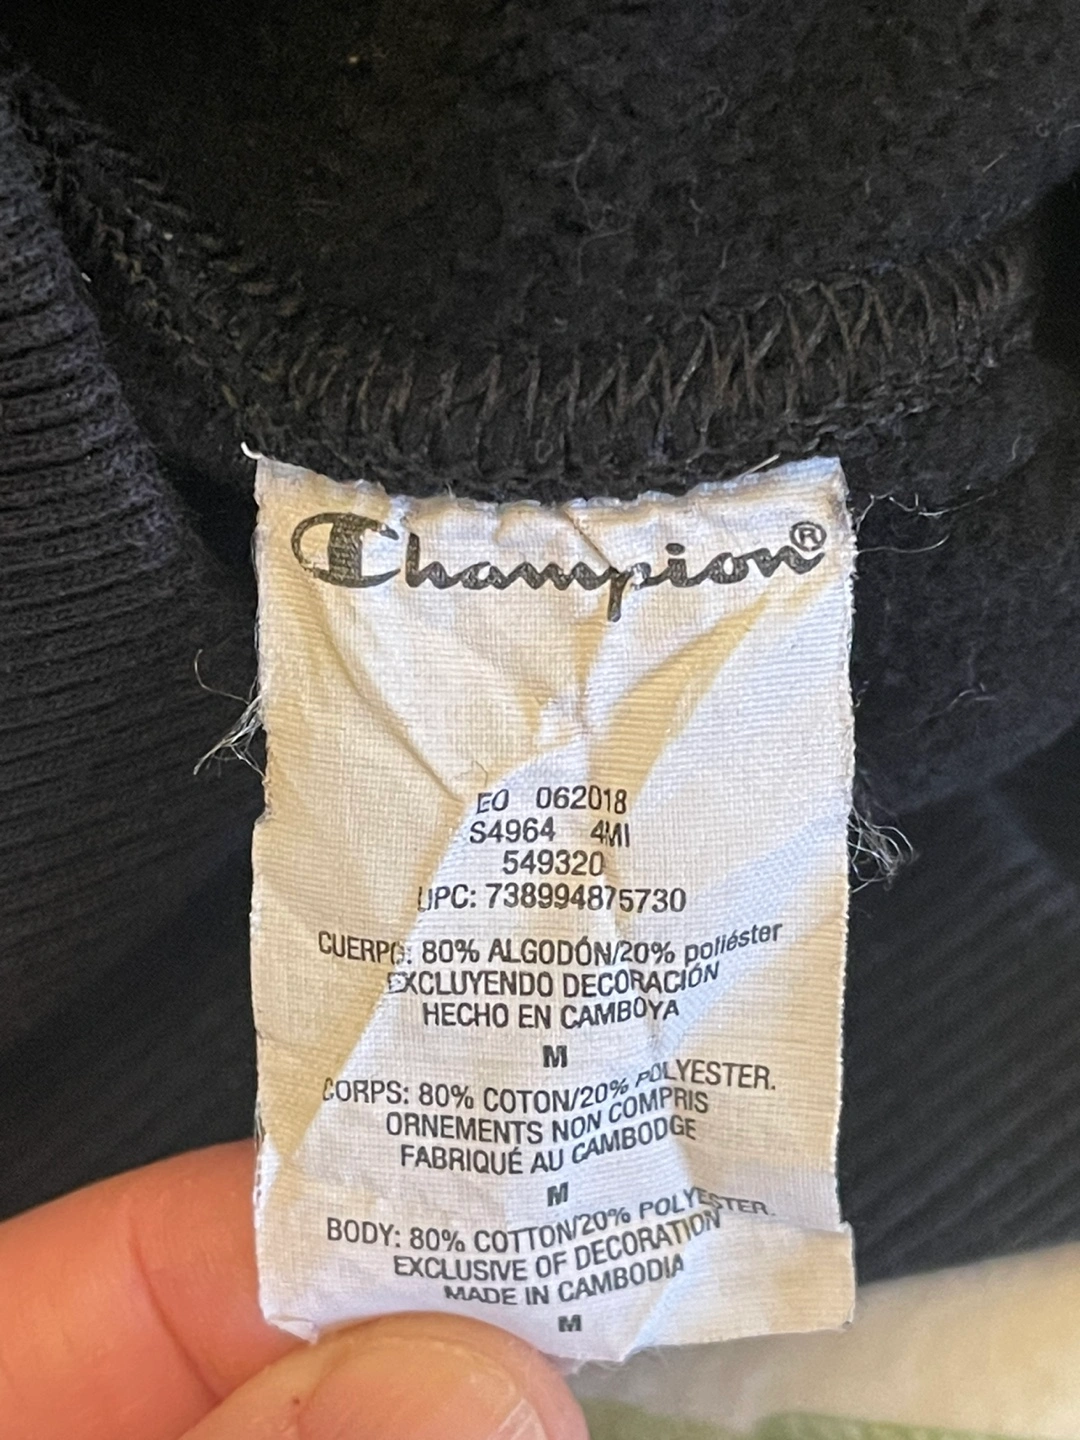 Champion®
EO 062018
S4964 4MI
549320
UPC: 738994875730
CUERPO: 80% ALGODÓN/20% poliéster
EXCLUYENDO DECORACIÓN
HECHO EN CAMBOYA
M
CORPS: 80% COTON/20% POLYESTER.
ORNEMENTS NON COMPRIS
FABRIQUÉ AU CAMBODGE
M
BODY: 80% COTTON/20% POLYESTER.
EXCLUSIVE OF DECORATION
MADE IN CAMBODIA
M